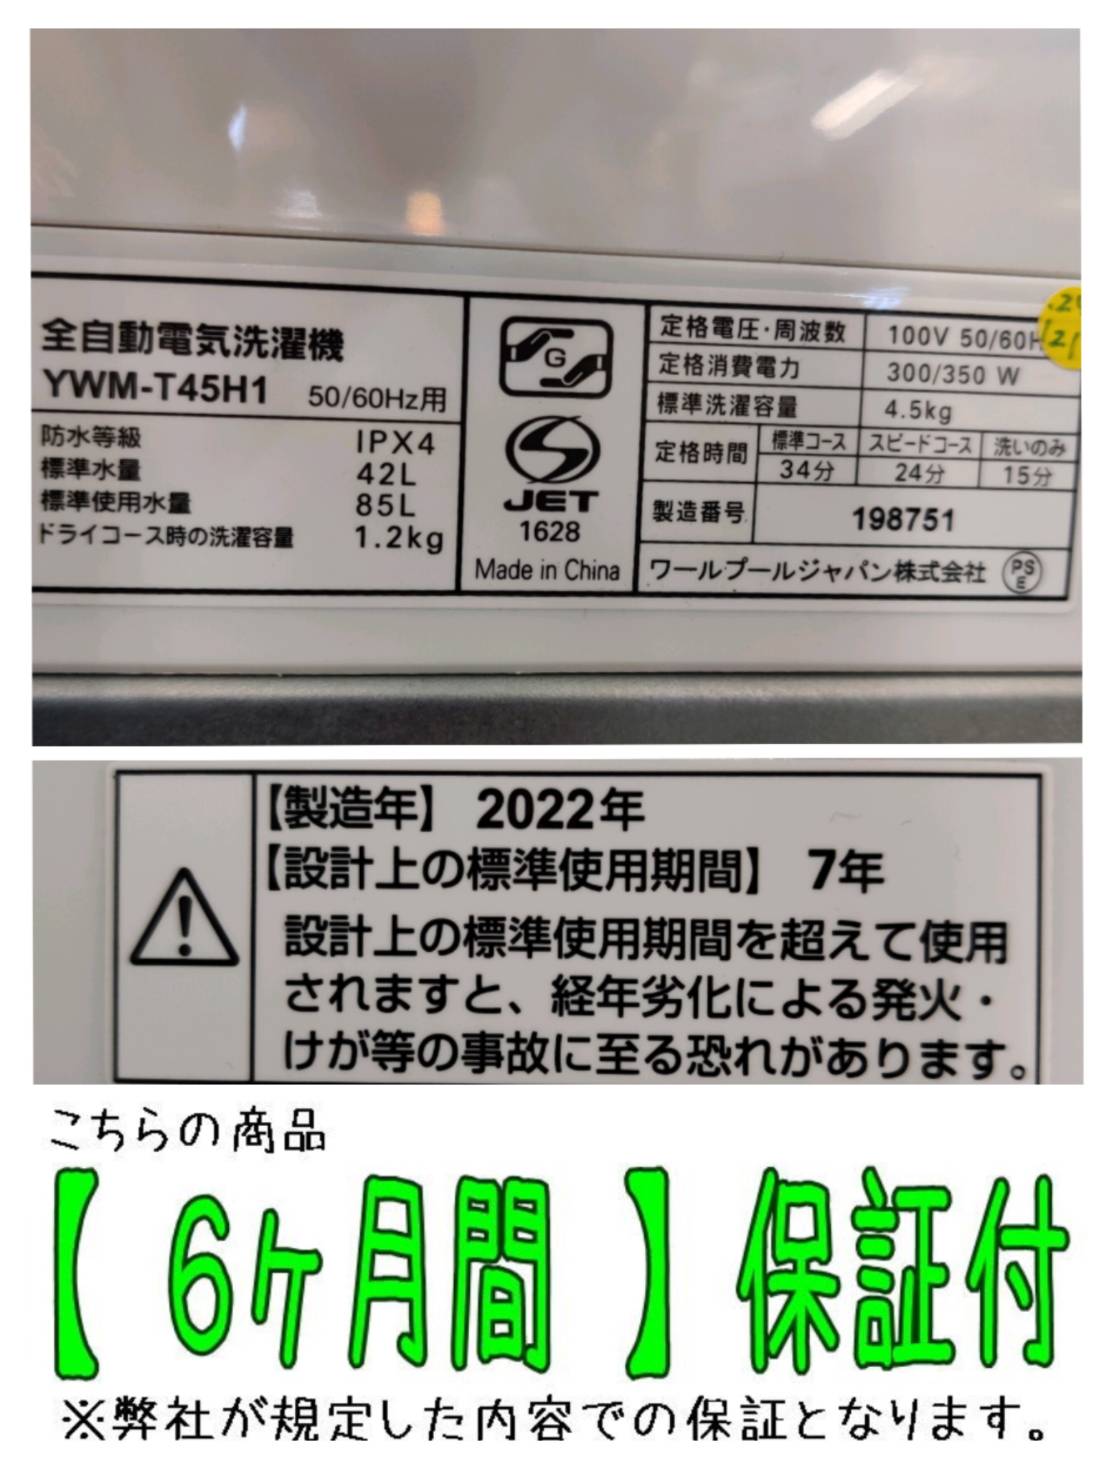 全自動電気洗濯機
YWM-T45H1 50/60Hz用
防水等級 IPX4
標準水量 42L
標準使用水量 85L
ドライコース時の洗濯容量 1.2kg
G
JET
1628
Made in China
定格電圧・周波数 100V 50/60H
定格消費電力 300/350 W
標準洗濯容量 4.5kg
定格時間 標準コース スピードコース 洗いのみ
34分 24分 15分
製造番号 198751
ワールプールジャパン株式会社 PSE
【製造年】 2022年
【設計上の標準使用期間】 7年
設計上の標準使用期間を超えて使用
されますと、経年劣化による発火・
けが等の事故に至る恐れがあります。
こちらの商品
【 6ヶ月間 】保証付
※弊社が規定した内容での保証となります。